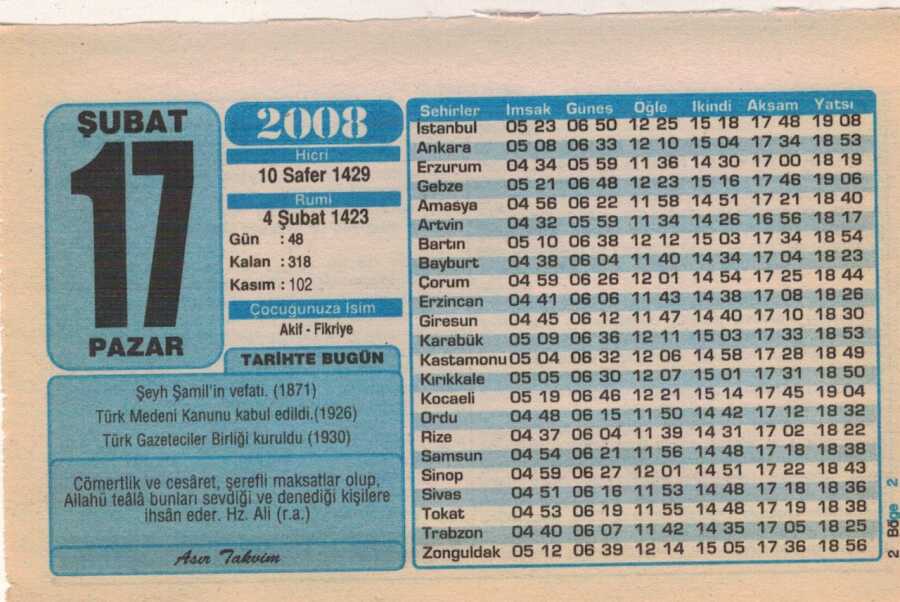 ŞUBAT
17
PAZAR
2008
Hicri
10 Safer 1429
Rumi
4 Şubat 1423
Gün : 48
Kalan : 318
Kasım : 102
Çocuğunuza İsim
Akif - Fikriye
TARİHTE BUGÜN
Şeyh Şamil'in vefatı. (1871)
Türk Medeni Kanunu kabul edildi.(1926)
Türk Gazeteciler Birliği kuruldu (1930)
Cömertlik ve cesâret, şerefli maksatlar olup,
Allahü teâlâ bunları sevdiği ve denediği kişilere
ihsân eder. Hz. Ali (r.a.)
Asır Takvim
Sehirler Imsak Gunes Oğle Ikindi Aksam Yatsı
Istanbul 05 23 06 50 12 25 15 18 17 48 19 08
Ankara 05 08 06 33 12 10 15 04 17 34 18 53
Erzurum 04 34 05 59 11 36 14 30 17 00 18 19
Gebze 05 21 06 48 12 23 15 16 17 46 19 06
Amasya 04 56 06 22 11 58 14 51 17 21 18 40
Artvin 04 32 05 59 11 34 14 26 16 56 18 17
Bartın 05 10 06 38 12 12 15 03 17 34 18 54
Bayburt 04 38 06 04 11 40 14 34 17 04 18 23
Çorum 04 59 06 26 12 01 14 54 17 25 18 44
Erzincan 04 41 06 06 11 43 14 38 17 08 18 26
Giresun 04 45 06 12 11 47 14 40 17 10 18 30
Karabük 05 09 06 36 12 11 15 03 17 33 18 53
Kastamonu 05 04 06 32 12 06 14 58 17 28 18 49
Kırıkkale 05 05 06 30 12 07 15 01 17 31 18 50
Kocaeli 05 19 06 46 12 21 15 14 17 45 19 04
Ordu 04 48 06 15 11 50 14 42 17 12 18 32
Rize 04 37 06 04 11 39 14 31 17 02 18 22
Samsun 04 54 06 21 11 56 14 48 17 18 18 38
Sinop 04 59 06 27 12 01 14 51 17 22 18 43
Sivas 04 51 06 16 11 53 14 48 17 18 18 36
Tokat 04 53 06 19 11 55 14 48 17 19 18 38
Trabzon 04 40 06 07 11 42 14 35 17 05 18 25
Zonguldak 05 12 06 39 12 14 15 05 17 36 18 56